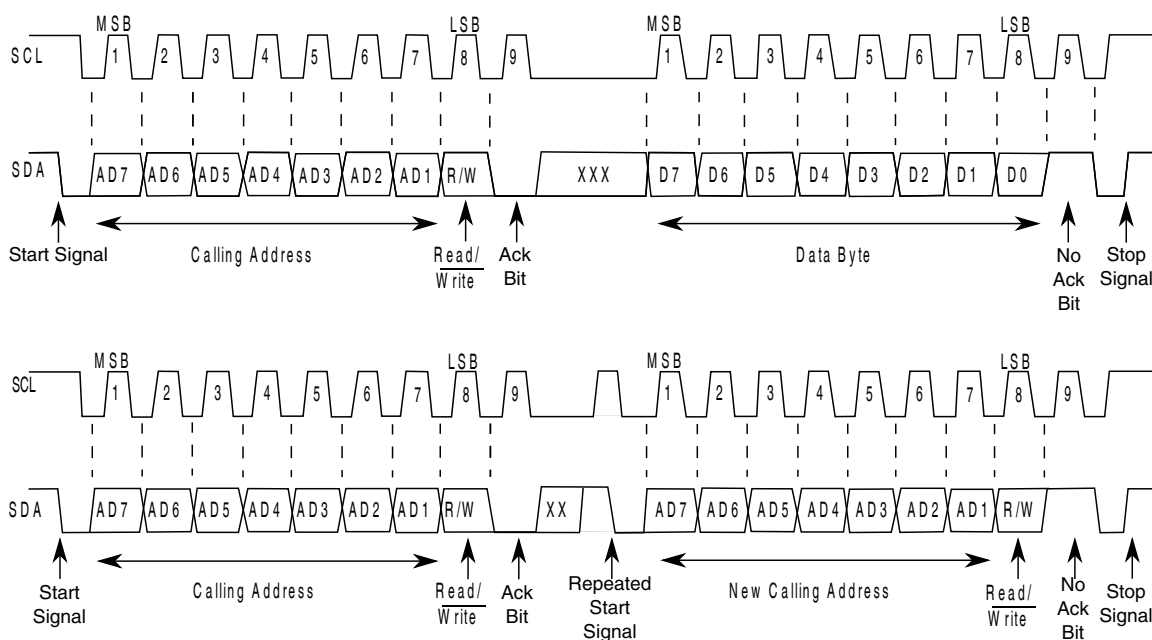 MSB LSB MSB LSB
SCL 1 2 3 4 5 6 7 8 9 1 2 3 4 5 6 7 8 9
SDA AD7 AD6 AD5 AD4 AD3 AD2 AD1 R/W XXX D7 D6 D5 D4 D3 D2 D1 D0
Start Signal Calling Address Read/ Ack Data Byte No Stop
Write Bit Ack Signal
Bit
MSB LSB MSB LSB
SCL 1 2 3 4 5 6 7 8 9 1 2 3 4 5 6 7 8 9
SDA AD7 AD6 AD5 AD4 AD3 AD2 AD1 R/W XX AD7 AD6 AD5 AD4 AD3 AD2 AD1 R/W
Start Calling Address Read/ Ack Repeated New Calling Address Read/ No Stop
Signal Write Bit Start Write Ack Signal
Signal Bit